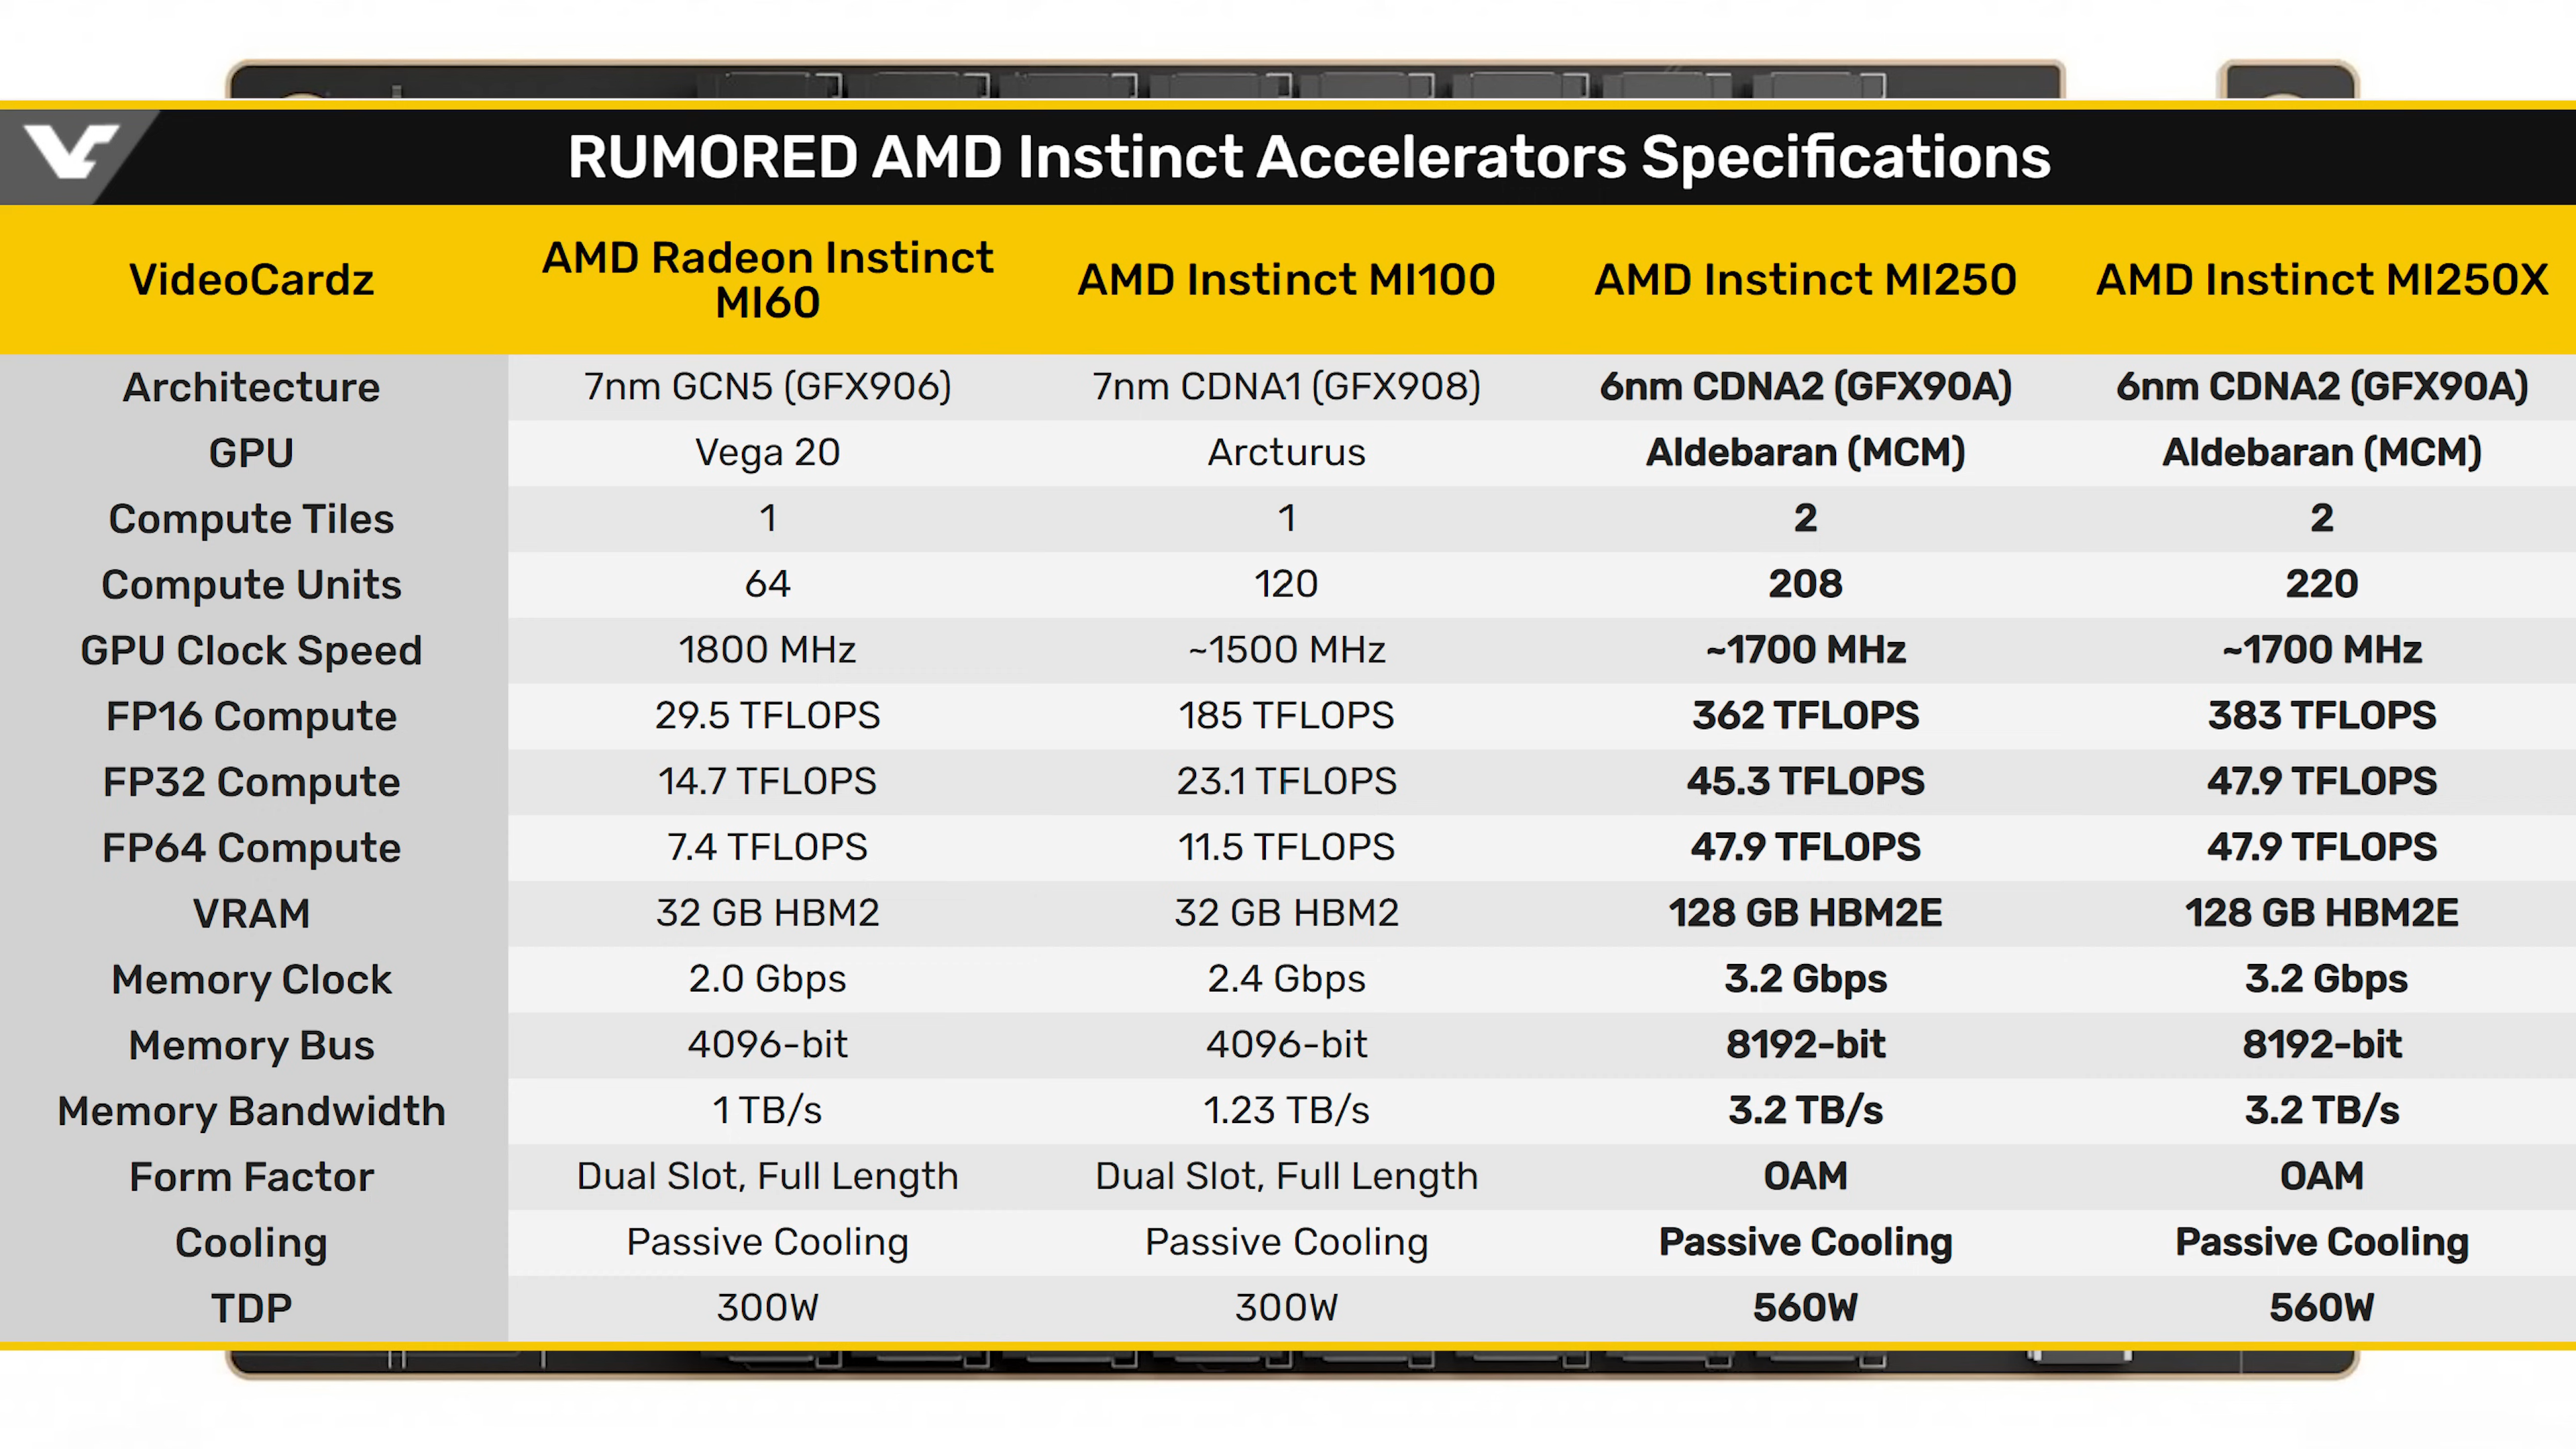 RUMORED AMD Instinct Accelerators Specifications
VideoCardz AMD Radeon Instinct MI60 AMD Instinct MI100 AMD Instinct MI250 AMD Instinct MI250X
Architecture 7nm GCN5 (GFX906) 7nm CDNA1 (GFX908) 6nm CDNA2 (GFX90A) 6nm CDNA2 (GFX90A)
GPU Vega 20 Arcturus Aldebaran (MCM) Aldebaran (MCM)
Compute Tiles 1 1 2 2
Compute Units 64 120 208 220
GPU Clock Speed 1800 MHz ~1500 MHz ~1700 MHz ~1700 MHz
FP16 Compute 29.5 TFLOPS 185 TFLOPS 362 TFLOPS 383 TFLOPS
FP32 Compute 14.7 TFLOPS 23.1 TFLOPS 45.3 TFLOPS 47.9 TFLOPS
FP64 Compute 7.4 TFLOPS 11.5 TFLOPS 47.9 TFLOPS 47.9 TFLOPS
VRAM 32 GB HBM2 32 GB HBM2 128 GB HBM2E 128 GB HBM2E
Memory Clock 2.0 Gbps 2.4 Gbps 3.2 Gbps 3.2 Gbps
Memory Bus 4096-bit 4096-bit 8192-bit 8192-bit
Memory Bandwidth 1 TB/s 1.23 TB/s 3.2 TB/s 3.2 TB/s
Form Factor Dual Slot, Full Length Dual Slot, Full Length OAM OAM
Cooling Passive Cooling Passive Cooling Passive Cooling Passive Cooling
TDP 300W 300W 560W 560W